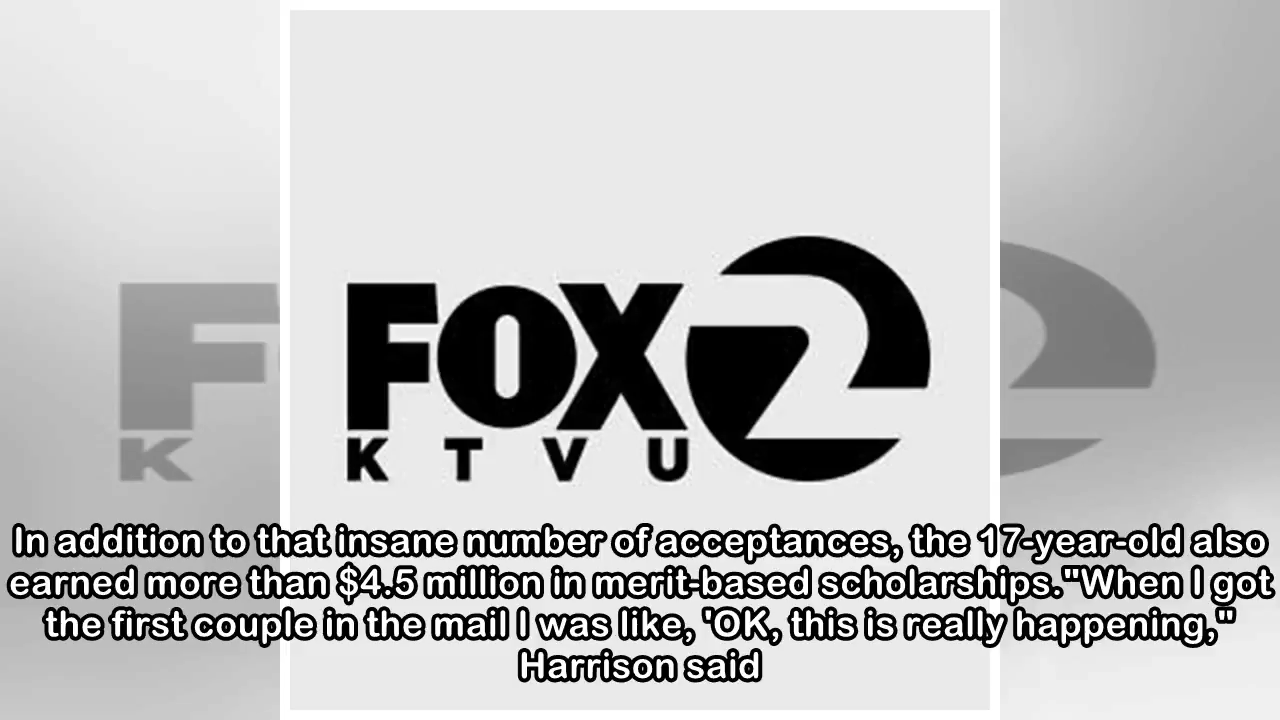 FOX 2
KTVU
In addition to that insane number of acceptances, the 17-year-old also
earned more than $4.5 million in merit-based scholarships."When I got
the first couple in the mail I was like, 'OK, this is really happening,"
Harrison said